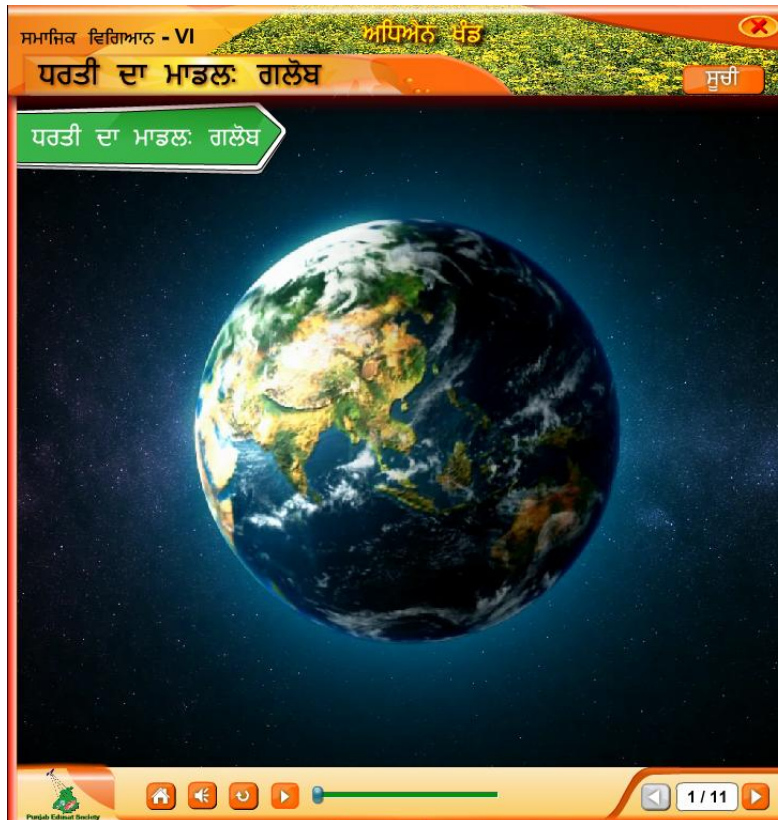 ਸਮਾਜਿਕ ਵਿਗਿਆਨ - VI
ਅਧਿਐਨ ਖੰਡ
ਧਰਤੀ ਦਾ ਮਾਡਲ: ਗਲੋਬ
ਸੂਚੀ
ਧਰਤੀ ਦਾ ਮਾਡਲ: ਗਲੋਬ
Punjab Edusat Society
1 / 11